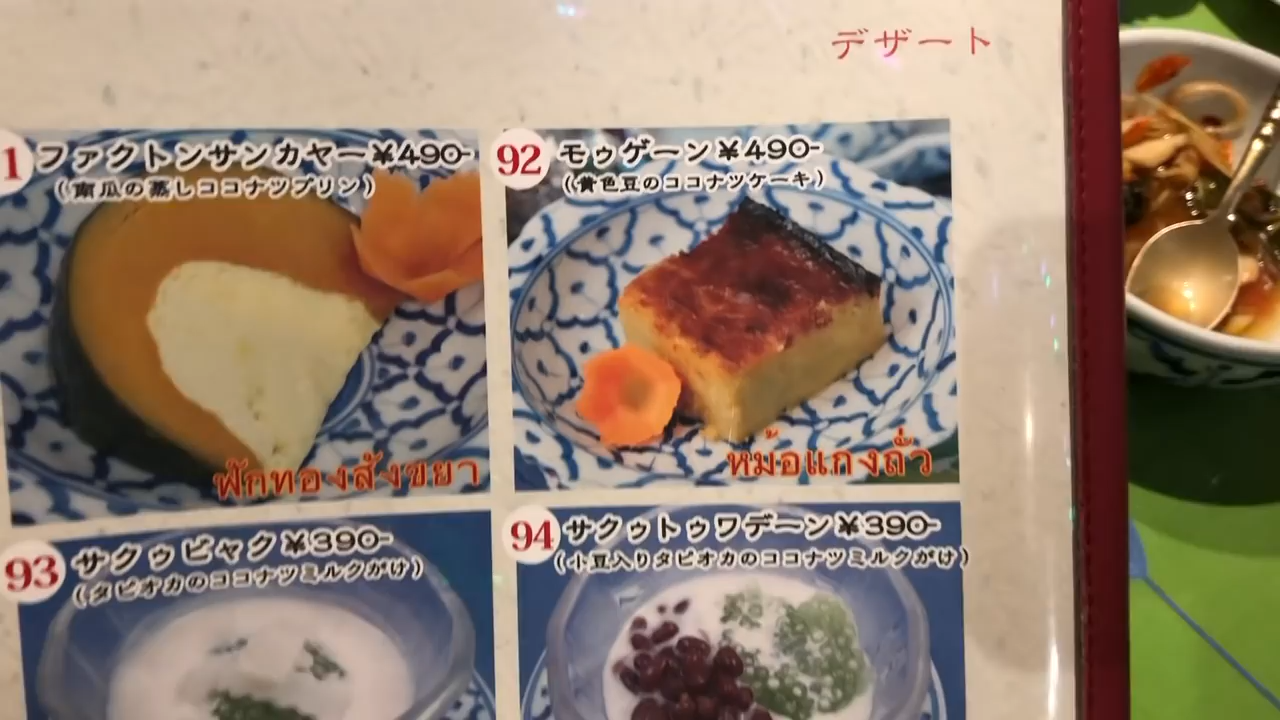 デザート
1 ファクトンサンカヤー¥490-
(南瓜の蒸しココナツプリン)
ฟักทองสังขยา
92 モゥゲーン¥490-
(黄色豆のココナツケーキ)
หม้อแกงถั่ว
93 サクゥピャク¥390-
(タピオカのココナツミルクがけ)
94 サクゥトゥワデーン¥390-
(小豆入りタピオカのココナツミルクがけ)